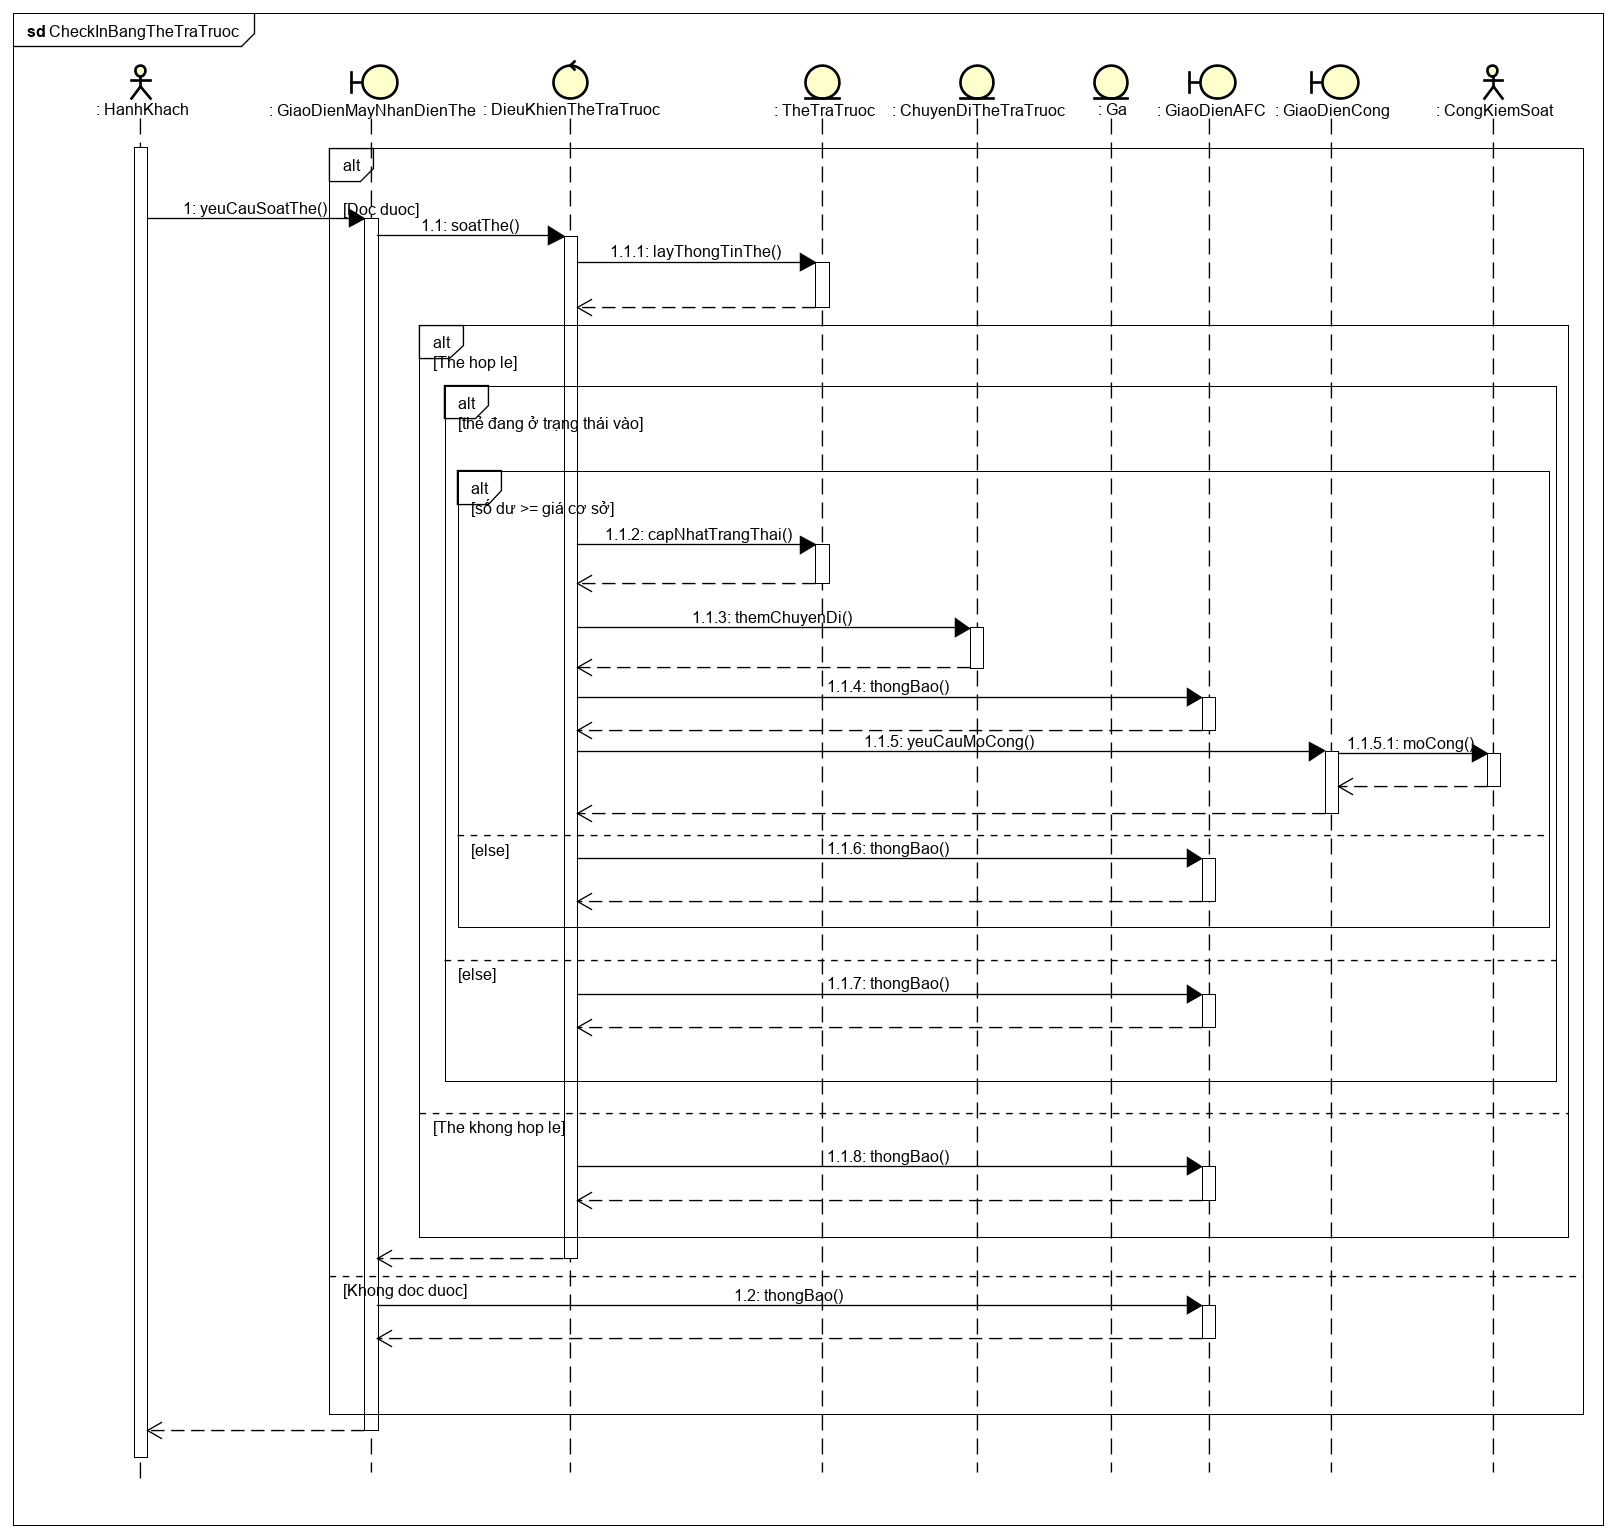 sd CheckInBangTheTraTruoc
: HanhKhach
: GiaoDienMayNhanDienThe
: DieuKhienTheTraTruoc
: TheTraTruoc
: ChuyenDiTheTraTruoc
: Ga
: GiaoDienAFC
: GiaoDienCong
: CongKiemSoat
alt
1: yeuCauSoatThe()
[Doc duoc]
1.1: soatThe()
1.1.1: layThongTinThe()
alt
[The hop le]
alt
[thẻ đang ở trạng thái vào]
alt
[số dư >= giá cơ sở]
1.1.2: capNhatTrangThai()
1.1.3: themChuyenDi()
1.1.4: thongBao()
1.1.5: yeuCauMoCong()
1.1.5.1: moCong()
[else]
1.1.6: thongBao()
[else]
1.1.7: thongBao()
[The khong hop le]
1.1.8: thongBao()
[Khong doc duoc]
1.2: thongBao()